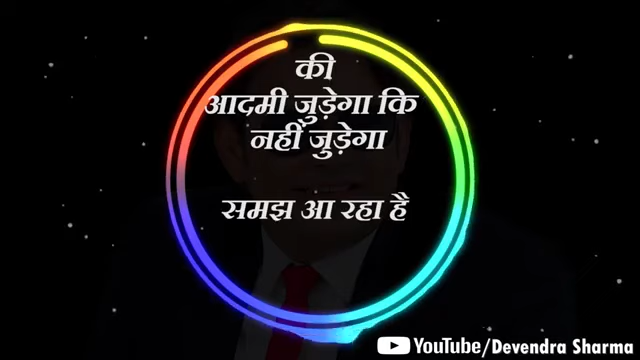 की
आदमी जुड़ेगा कि
नहीं जुड़ेगा
समझ आ रहा है
YouTube/Devendra Sharma